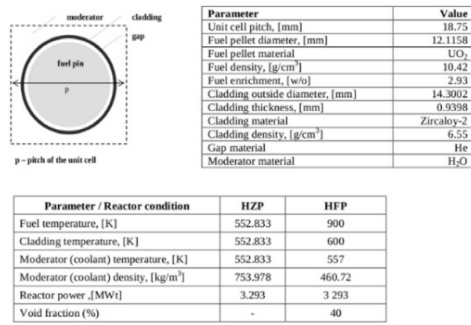 moderator
cladding
gap
fuel pin
p
p – pitch of the unit cell
Parameter Value
Unit cell pitch, [mm] 18.75
Fuel pellet diameter, [mm] 12.1158
Fuel pellet material UO₂
Fuel density, [g/cm³] 10.42
Fuel enrichment, [w/o] 2.93
Cladding outside diameter, [mm] 14.3002
Cladding thickness, [mm] 0.9398
Cladding material Zircaloy-2
Cladding density, [g/cm³] 6.55
Gap material He
Moderator material H₂O
Parameter / Reactor condition HZP HFP
Fuel temperature, [K] 552.833 900
Cladding temperature, [K] 552.833 600
Moderator (coolant) temperature, [K] 552.833 557
Moderator (coolant) density, [kg/m³] 753.978 460.72
Reactor power ,[MWt] 3.293 3 293
Void fraction (%) - 40